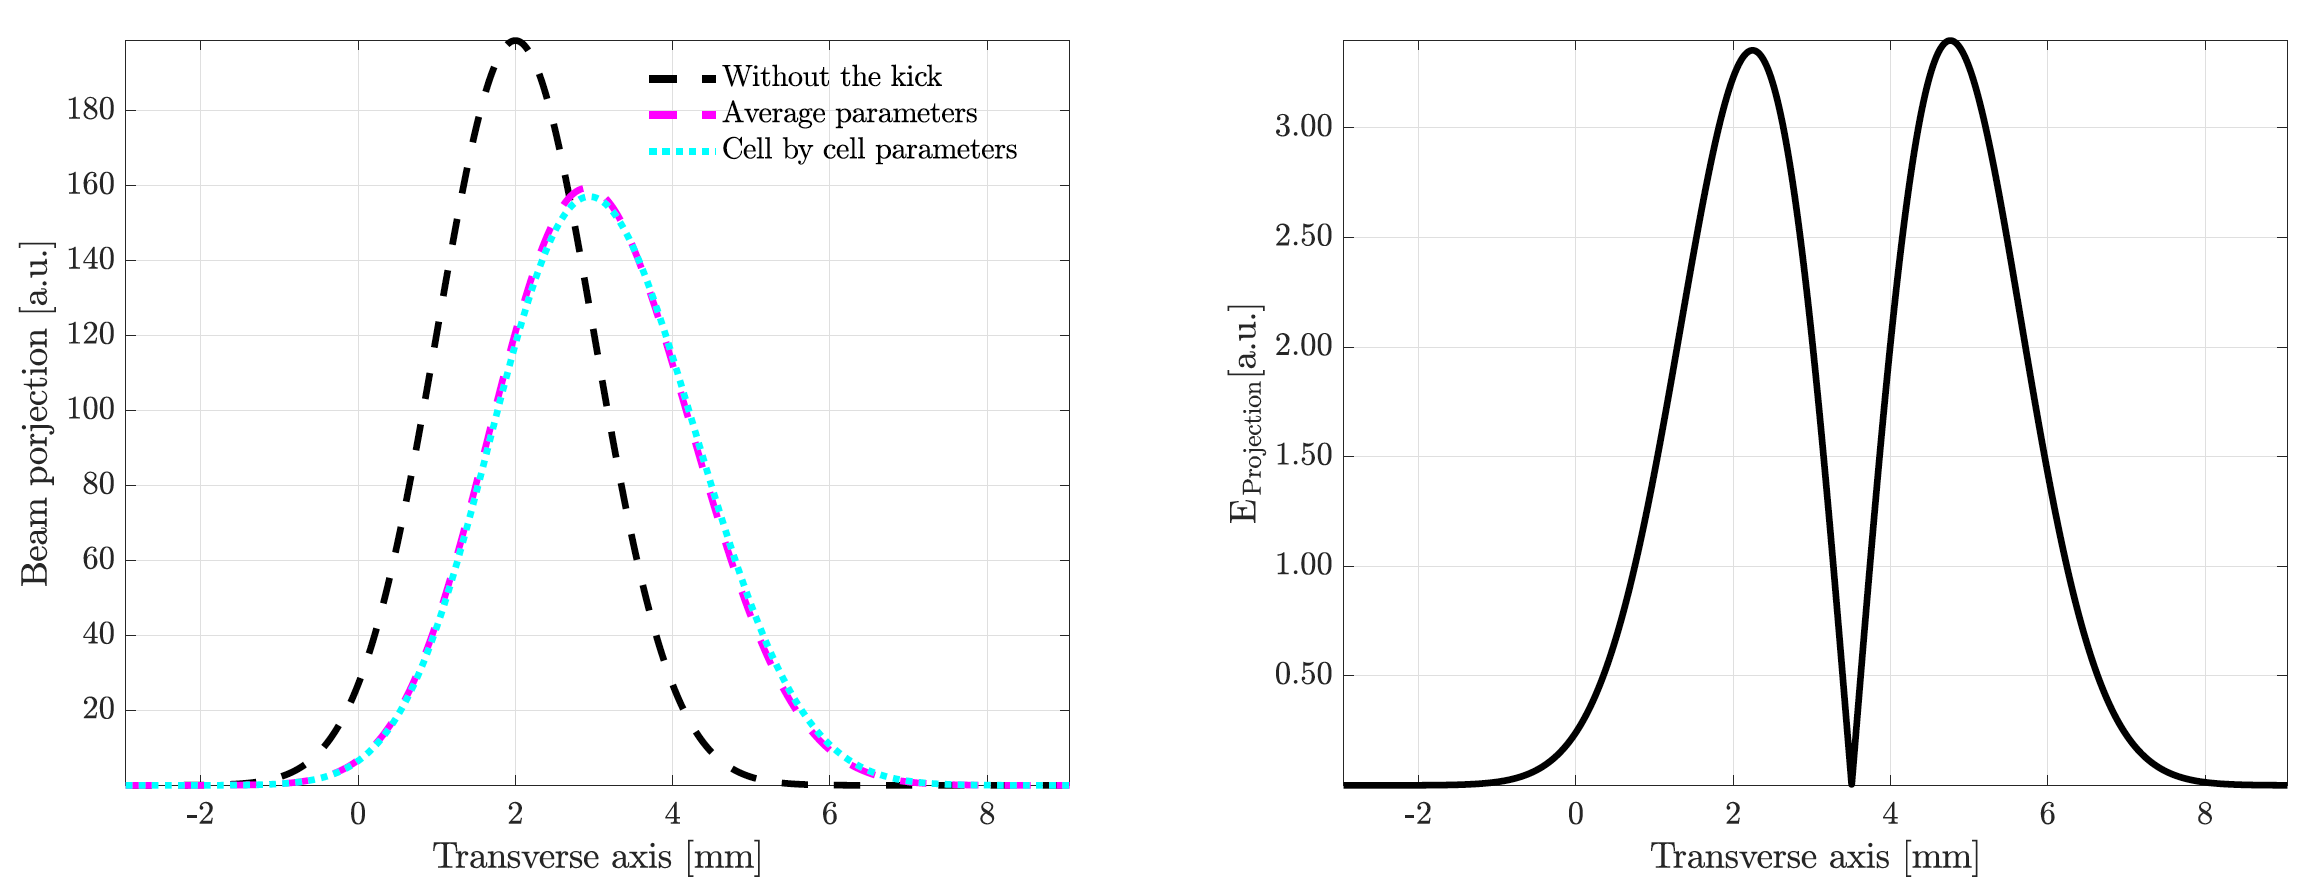 Beam porjection [a.u.]
180
160
140
120
100
80
60
40
20
Without the kick
Average parameters
Cell by cell parameters
-2 0 2 4 6 8
Transverse axis [mm]
E_Projection[a.u.]
3.00
2.50
2.00
1.50
1.00
0.50
-2 0 2 4 6 8
Transverse axis [mm]